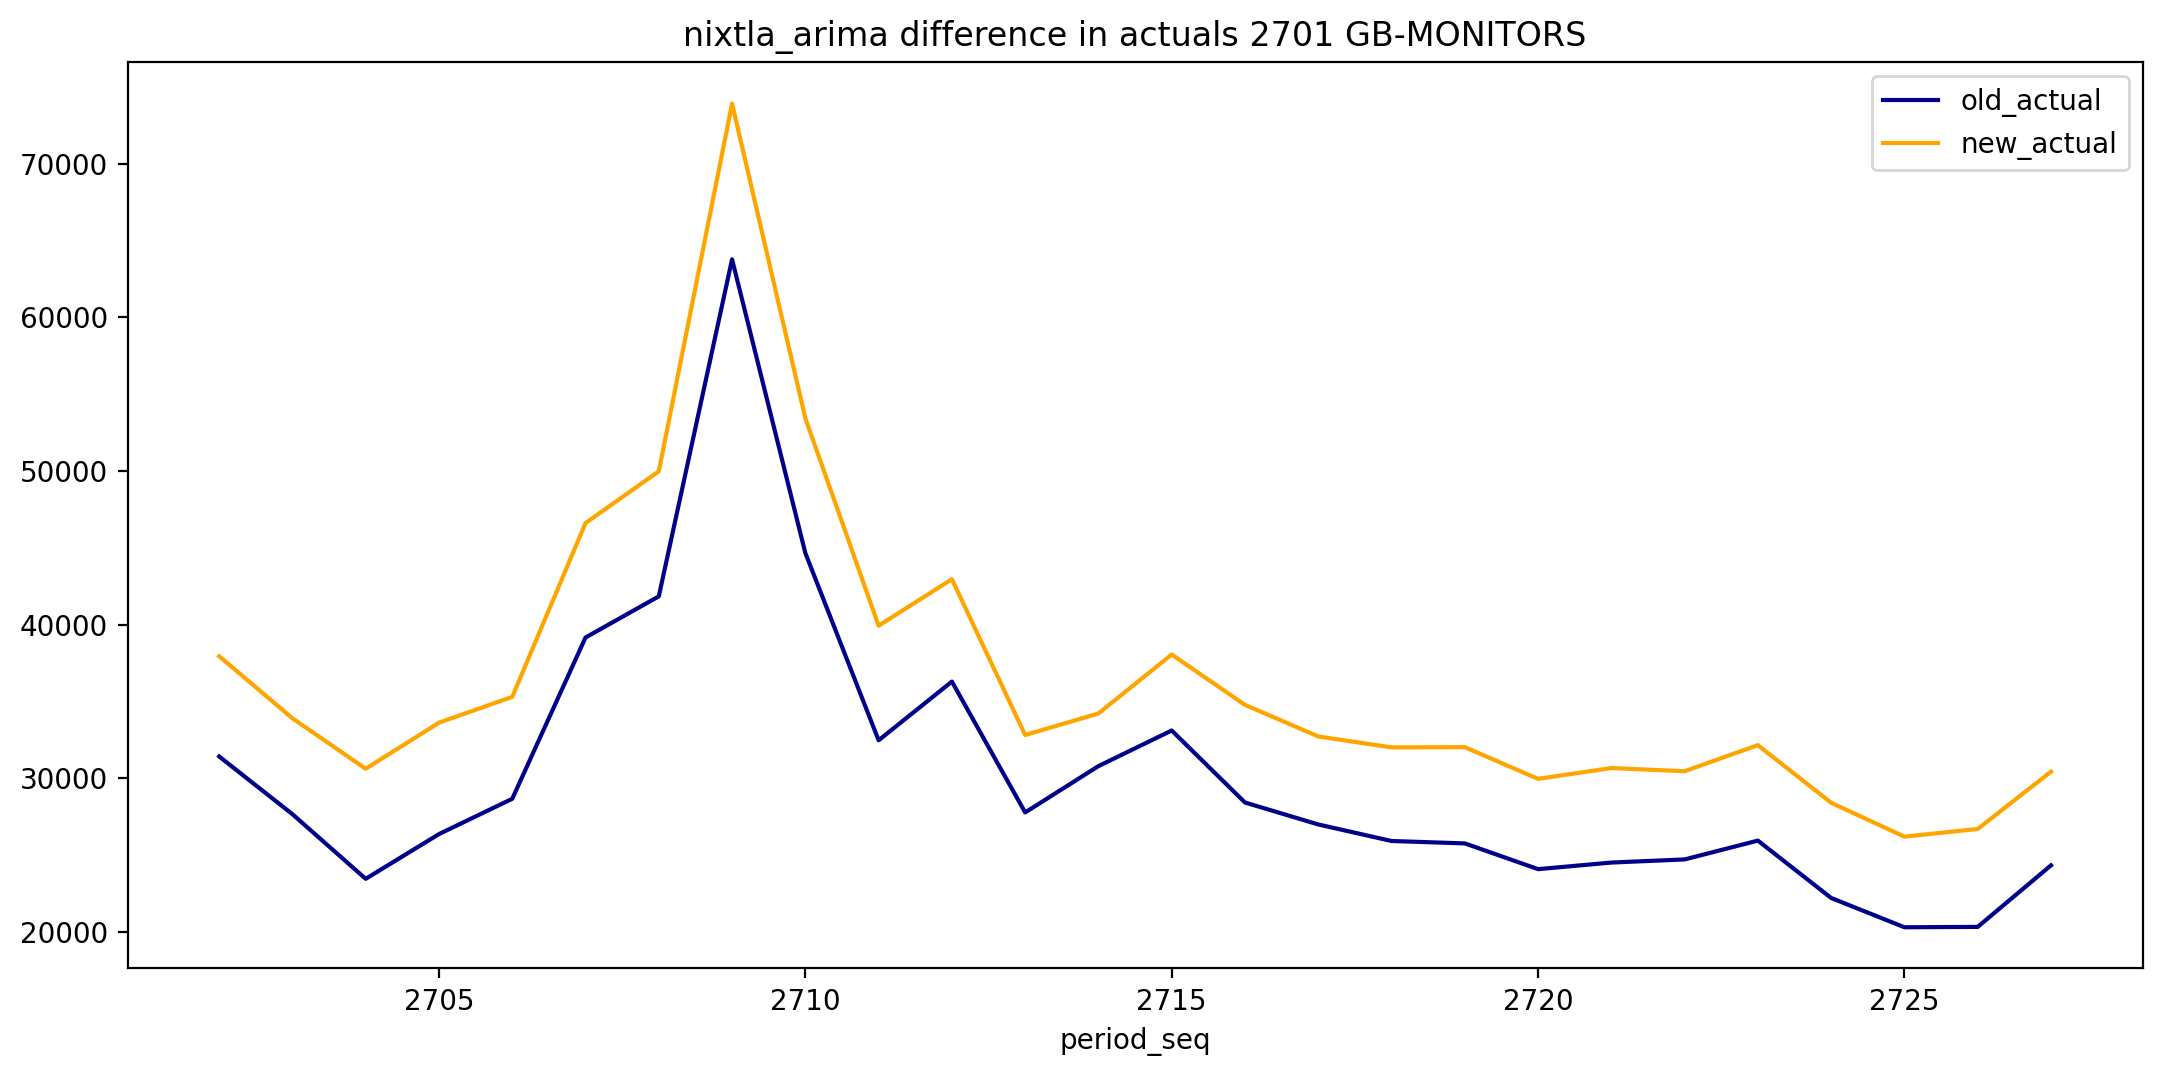 nixtla_arima difference in actuals 2701 GB-MONITORS
old_actual
new_actual
70000
60000
50000
40000
30000
20000
2705 2710 2715 2720 2725
period_seq